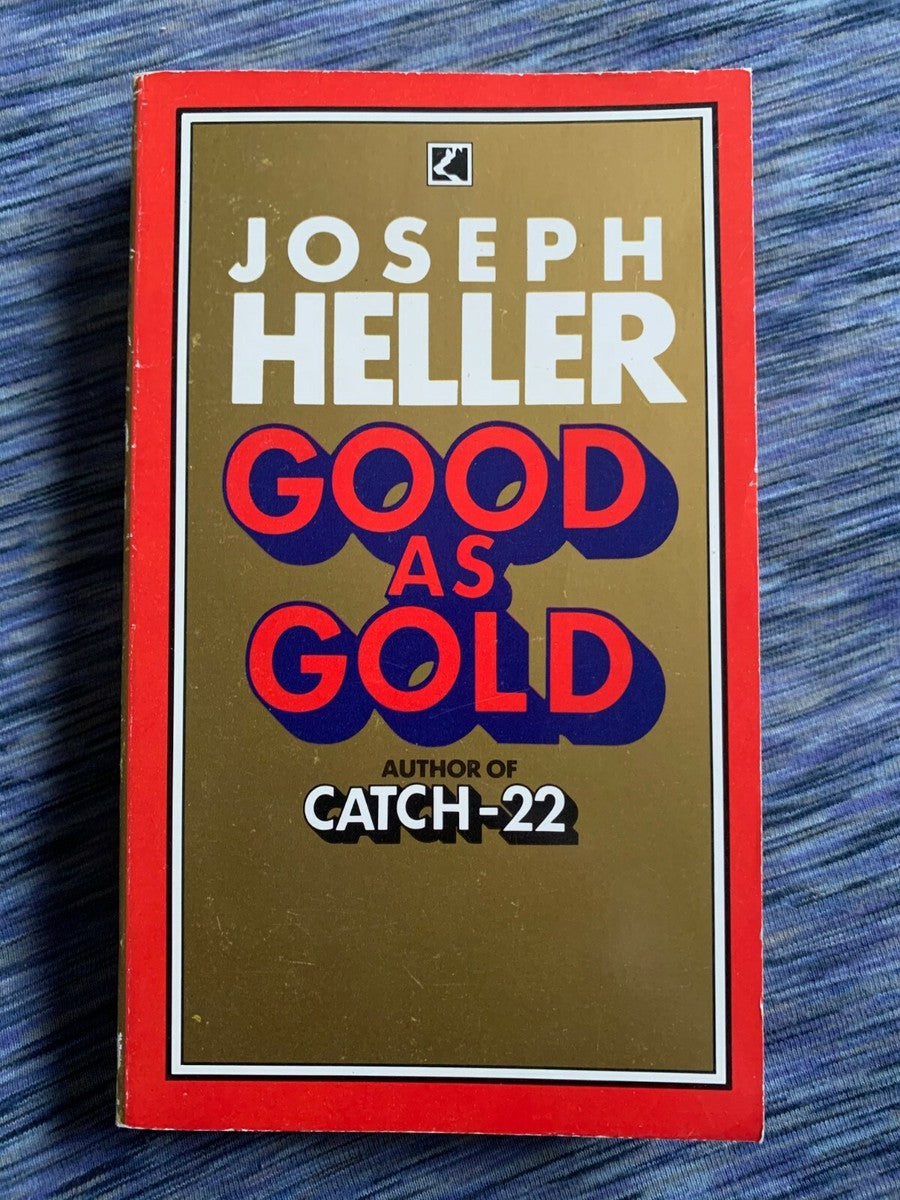 JOSEPH
HELLER
GOOD
AS
GOLD
AUTHOR OF
CATCH-22